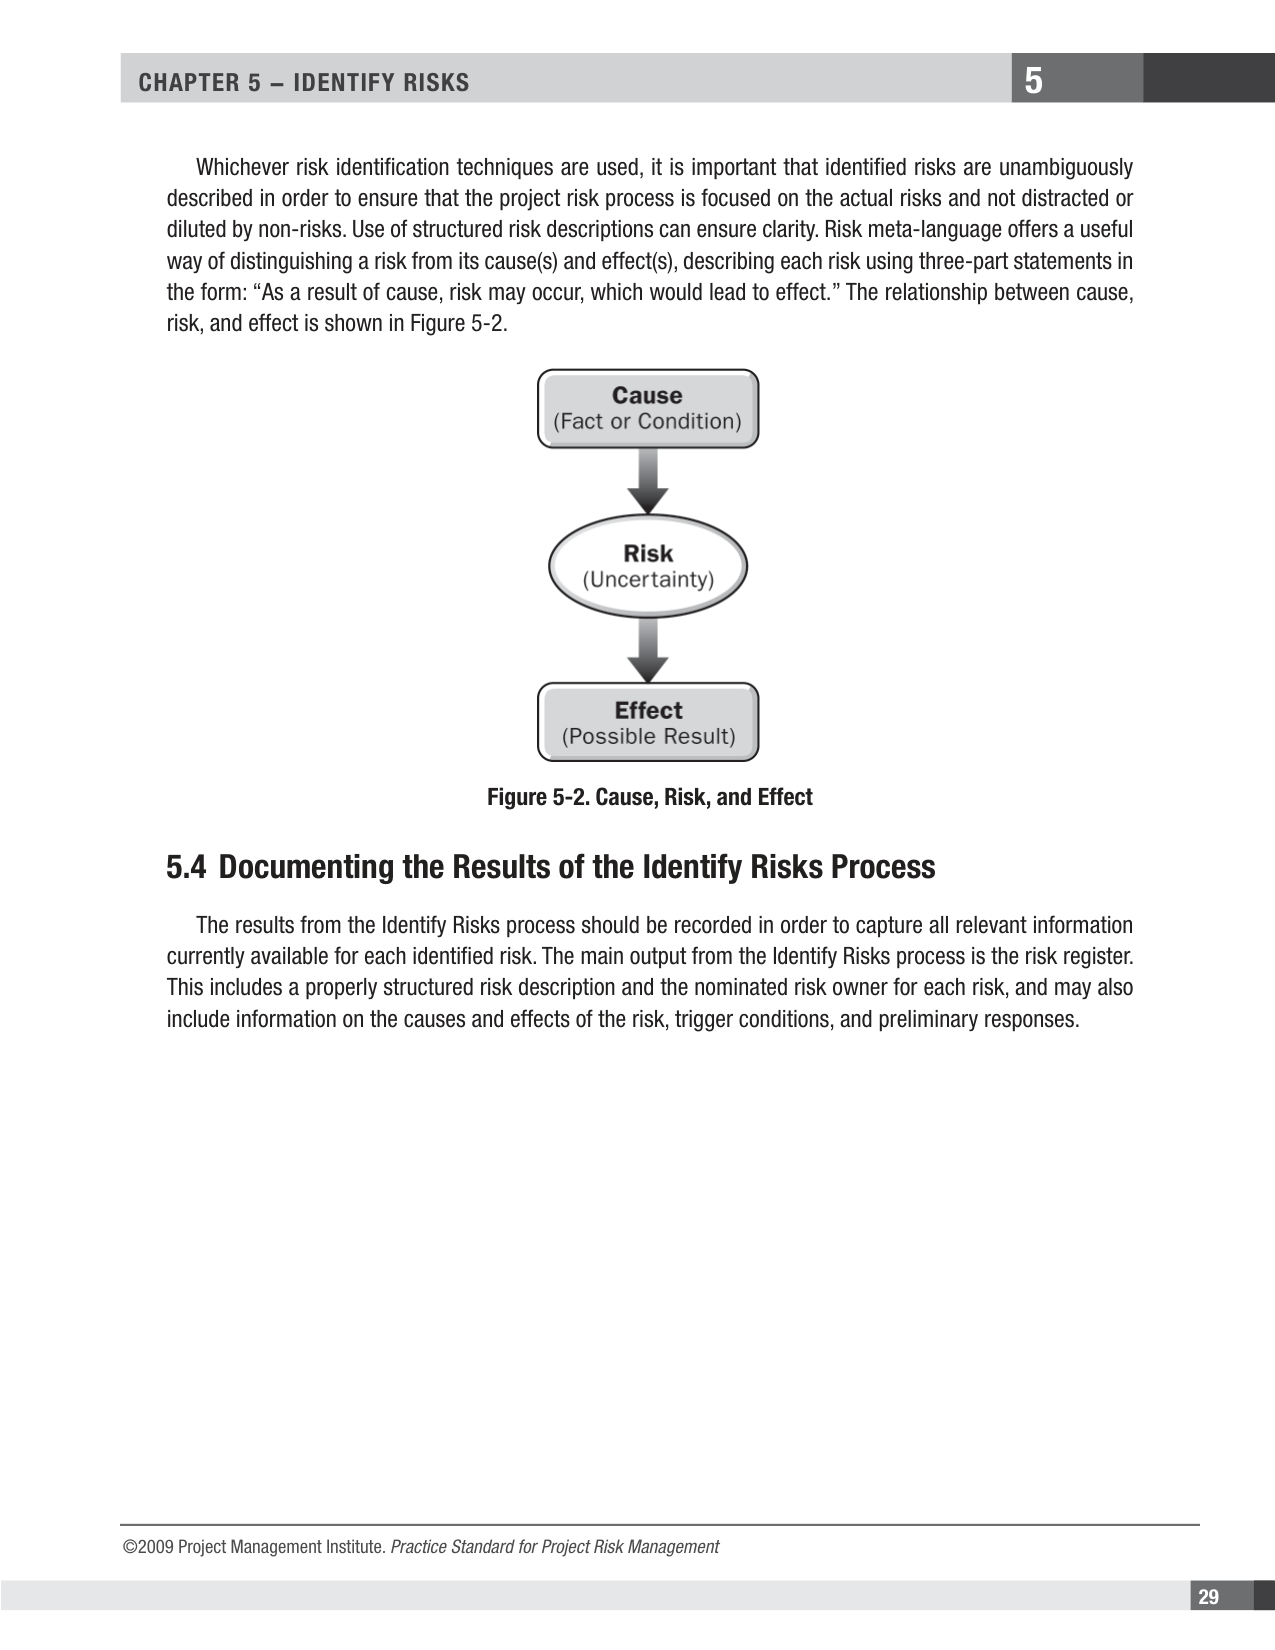 CHAPTER 5 – IDENTIFY RISKS
5
Whichever risk identification techniques are used, it is important that identified risks are unambiguously
described in order to ensure that the project risk process is focused on the actual risks and not distracted or
diluted by non-risks. Use of structured risk descriptions can ensure clarity. Risk meta-language offers a useful
way of distinguishing a risk from its cause(s) and effect(s), describing each risk using three-part statements in
the form: “As a result of cause, risk may occur, which would lead to effect.” The relationship between cause,
risk, and effect is shown in Figure 5-2.
Cause
(Fact or Condition)
Risk
(Uncertainty)
Effect
(Possible Result)
Figure 5-2. Cause, Risk, and Effect
5.4 Documenting the Results of the Identify Risks Process
The results from the Identify Risks process should be recorded in order to capture all relevant information
currently available for each identified risk. The main output from the Identify Risks process is the risk register.
This includes a properly structured risk description and the nominated risk owner for each risk, and may also
include information on the causes and effects of the risk, trigger conditions, and preliminary responses.
©2009 Project Management Institute. Practice Standard for Project Risk Management
29